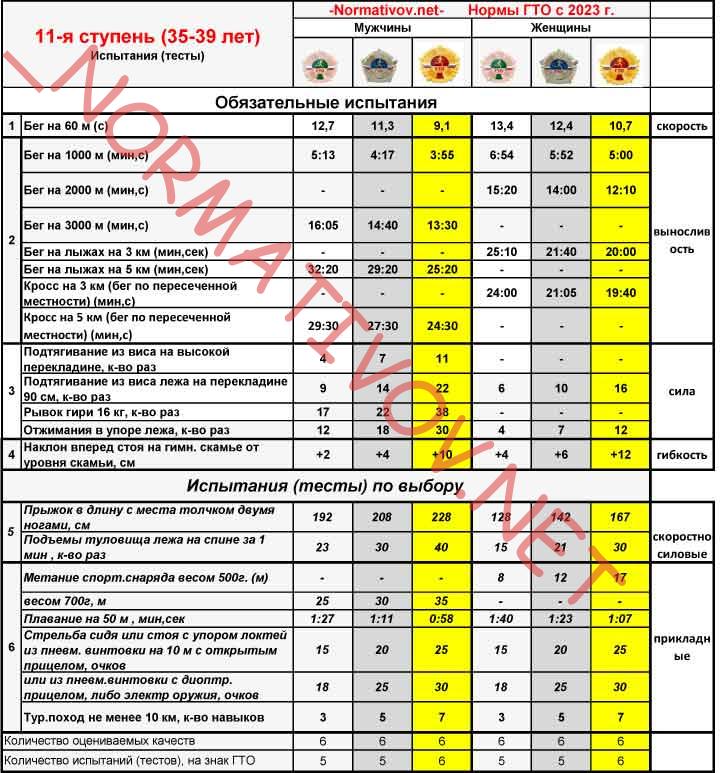 11-я ступень (35-39 лет)
Испытания (тесты)
-Normativov.net- Нормы ГТО с 2023 г.
Мужчины Женщины
Обязательные испытания
1 Бег на 60 м (с) 12,7 11,3 9,1 13,4 12,4 10,7 скорость
2
Бег на 1000 м (мин,с) 5:13 4:17 3:55 6:54 5:52 5:00
Бег на 2000 м (мин,с) - - - 15:20 14:00 12:10
Бег на 3000 м (мин,с) 16:05 14:40 13:30 - - -
вынослив
ость
Бег на лыжах на 3 км (мин,сек) - - - 25:10 21:40 20:00
Бег на лыжах на 5 км (мин,сек) 32:20 29:20 25:20 - - -
Кросс на 3 км (бег по пересеченной
местности) (мин,с) - - - 24:00 21:05 19:40
Кросс на 5 км (бег по пересеченной
местности) (мин,с) 29:30 27:30 24:30 - - -
3
Подтягивание из виса на высокой
перекладине, к-во раз 4 7 11 - - -
Подтягивание из виса лежа на перекладине
90 см, к-во раз 9 14 22 6 10 16
сила
Рывок гири 16 кг, к-во раз 17 22 38 - - -
Отжимания в упоре лежа, к-во раз 12 18 30 4 7 12
4 Наклон вперед стоя на гимн. скамье от
уровня скамьи, см +2 +4 +10 +4 +6 +12 гибкость
Испытания (тесты) по выбору
5
Прыжок в длину с места толчком двумя
ногами, см 192 208 228 128 142 167
скоростно
силовые
Подъемы туловища лежа на спине за 1
мин , к-во раз 23 30 40 15 21 30
6
Метание спорт.снаряда весом 500г. (м) - - - 8 12 17
весом 700г, м 25 30 35 - - -
Плавание на 50 м , мин,сек 1:27 1:11 0:58 1:40 1:23 1:07
Стрельба сидя или стоя с упором локтей
из пневм. винтовки на 10 м с открытым
прицелом, очков 15 20 25 15 20 25
прикладн
ые
или из пневм.винтовки с диоптр.
прицелом, либо электр оружия, очков 18 25 30 18 25 30
Тур.поход не менее 10 км, к-во навыков 3 5 7 3 5 7
Количество оцениваемых качеств 6 6 6 6 6 6
Количество испытаний (тестов), на знак ГТО 5 5 6 5 5 6
_NORMATIVOV.NET